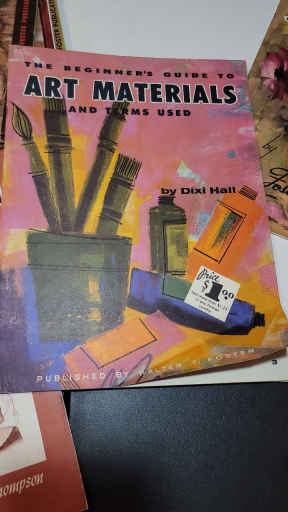 THE BEGINNER'S GUIDE TO
ART MATERIALS
AND TERMS USED
by Dixi Hall
Price
$1.00
PUBLISHED BY WALTER T. FOSTER
3
hompson